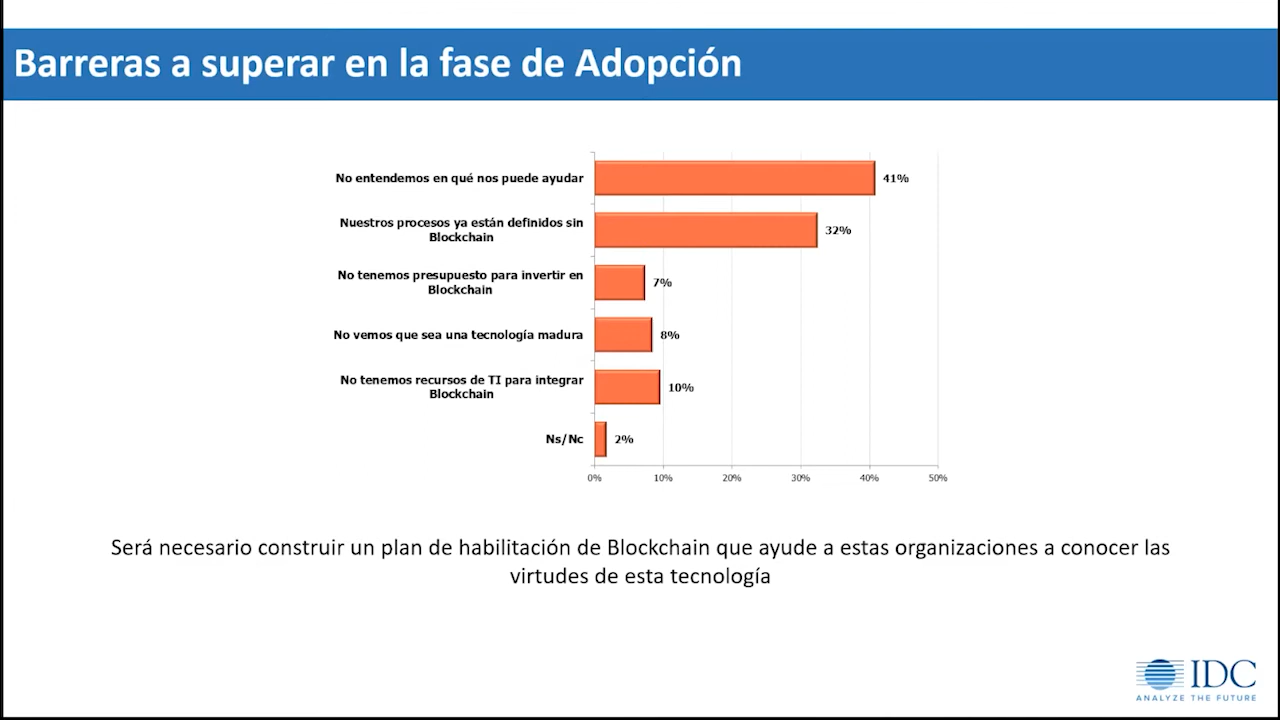 Barreras a superar en la fase de Adopción
No entendemos en qué nos puede ayudar
41%
Nuestros procesos ya están definidos sin
Blockchain
32%
No tenemos presupuesto para invertir en
Blockchain
7%
No vemos que sea una tecnología madura
8%
No tenemos recursos de TI para integrar
Blockchain
10%
Ns/Nc
2%
0% 10% 20% 30% 40% 50%
Será necesario construir un plan de habilitación de Blockchain que ayude a estas organizaciones a conocer las
virtudes de esta tecnología
IDC
ANALYZE THE FUTURE